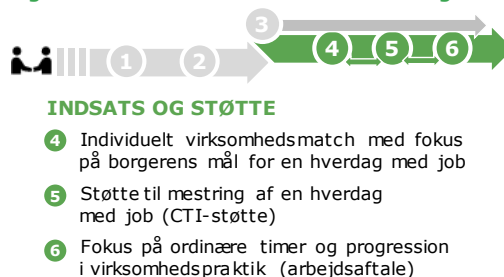 3
1
2
4
5
6
INDSATS OG STØTTE
4 Individuelt virksomhedsmatch med fokus
på borgerens mål for en hverdag med job
5 Støtte til mestring af en hverdag
med job (CTI-støtte)
6 Fokus på ordinære timer og progression
i virksomhedspraktik (arbejdsaftale)